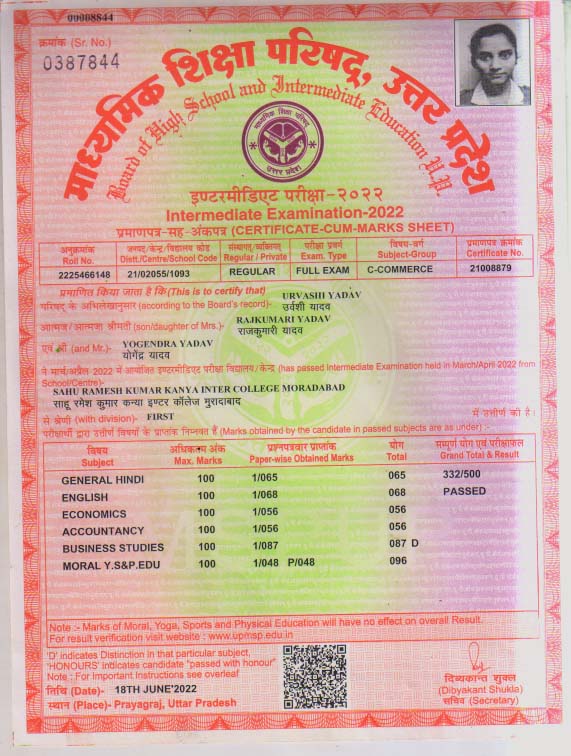 00008844
क्रमांक (Sr. No.)
0387844
माध्यमिक शिक्षा परिषद्, उत्तर प्रदेश
Board of High School and Intermediate Education U.P.
माध्यमिक शिक्षा परिषद्
उत्तर प्रदेश
इण्टरमीडिएट परीक्षा-२०२२
Intermediate Examination-2022
प्रमाणपत्र-सह-अंकपत्र (CERTIFICATE-CUM-MARKS SHEET)
अनुक्रमांक जनपद/केन्द्र/विद्यालय कोड संस्थागत/व्यक्तिगत परीक्षा प्रवर्ग विषय-वर्ग प्रमाणपत्र क्रमांक
Roll No. Distt./Centre/School Code Regular / Private Exam. Type Subject-Group Certificate No.
2225466148 21/02055/1093 REGULAR FULL EXAM C-COMMERCE 21008879
प्रमाणित किया जाता है कि(This is to certify that) URVASHI YADAV
परिषद् के अभिलेखानुसार (according to the Board's record)- उर्वशी यादव
आत्मज/आत्मजा श्रीमती (son/daughter of Mrs.)- RAJKUMARI YADAV
राजकुमारी यादव
एवं श्री (and Mr.)- YOGENDRA YADAV
योगेंद्र यादव
ने मार्च/अप्रैल 2022 में आयोजित इण्टरमीडिएट परीक्षा विद्यालय/केन्द्र (has passed Intermediate Examination held in March/April 2022 from
School/Centre)-
SAHU RAMESH KUMAR KANYA INTER COLLEGE MORADABAD
साहू रमेश कुमार कन्या इण्टर कॉलेज मुरादाबाद
से श्रेणी (with division)- FIRST में उत्तीर्ण की है।
परीक्षार्थी द्वारा उत्तीर्ण विषयों के प्राप्तांक निम्नवत हैं (Marks obtained by the candidate in passed subjects are as under) :-
विषय अधिकतम अंक प्रश्नपत्रवार प्राप्तांक योग सम्पूर्ण योग एवं परीक्षाफल
Subject Max. Marks Paper-wise Obtained Marks Total Grand Total & Result
GENERAL HINDI 100 1/065 065 332/500
ENGLISH 100 1/068 068 PASSED
ECONOMICS 100 1/056 056
ACCOUNTANCY 100 1/056 056
BUSINESS STUDIES 100 1/087 087 D
MORAL Y.S&P.EDU 100 1/048 P/048 096
Note :- Marks of Moral, Yoga, Sports and Physical Education will have no effect on overall Result.
For result verification visit website : www.upmsp.edu.in
'D' indicates Distinction in that particular subject,
'HONOURS' indicates candidate "passed with honour"
Note : For Important Instructions see overleaf
तिथि (Date)- 18TH JUNE'2022
स्थान (Place)- Prayagraj, Uttar Pradesh
दिव्यकान्त शुक्ल
(Dibyakant Shukla)
सचिव (Secretary)